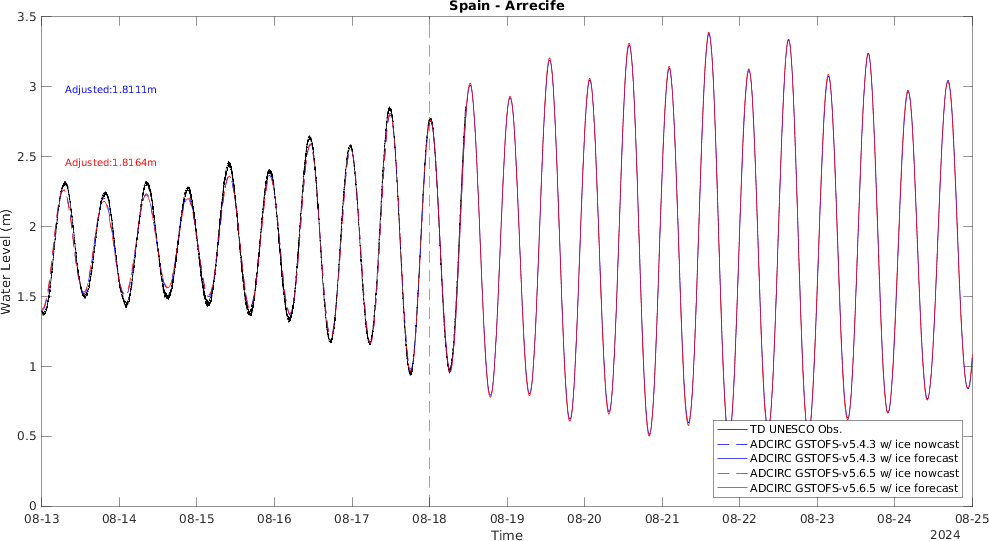 Spain - Arrecife
3.5
3
2.5
2
1.5
1
0.5
0
Water Level (m)
Adjusted:1.8111m
Adjusted:1.8164m
TD UNESCO Obs.
ADCIRC GSTOFS-v5.4.3 w/ ice nowcast
ADCIRC GSTOFS-v5.4.3 w/ ice forecast
ADCIRC GSTOFS-v5.6.5 w/ ice nowcast
ADCIRC GSTOFS-v5.6.5 w/ ice forecast
08-13 08-14 08-15 08-16 08-17 08-18 08-19 08-20 08-21 08-22 08-23 08-24 08-25
Time
2024